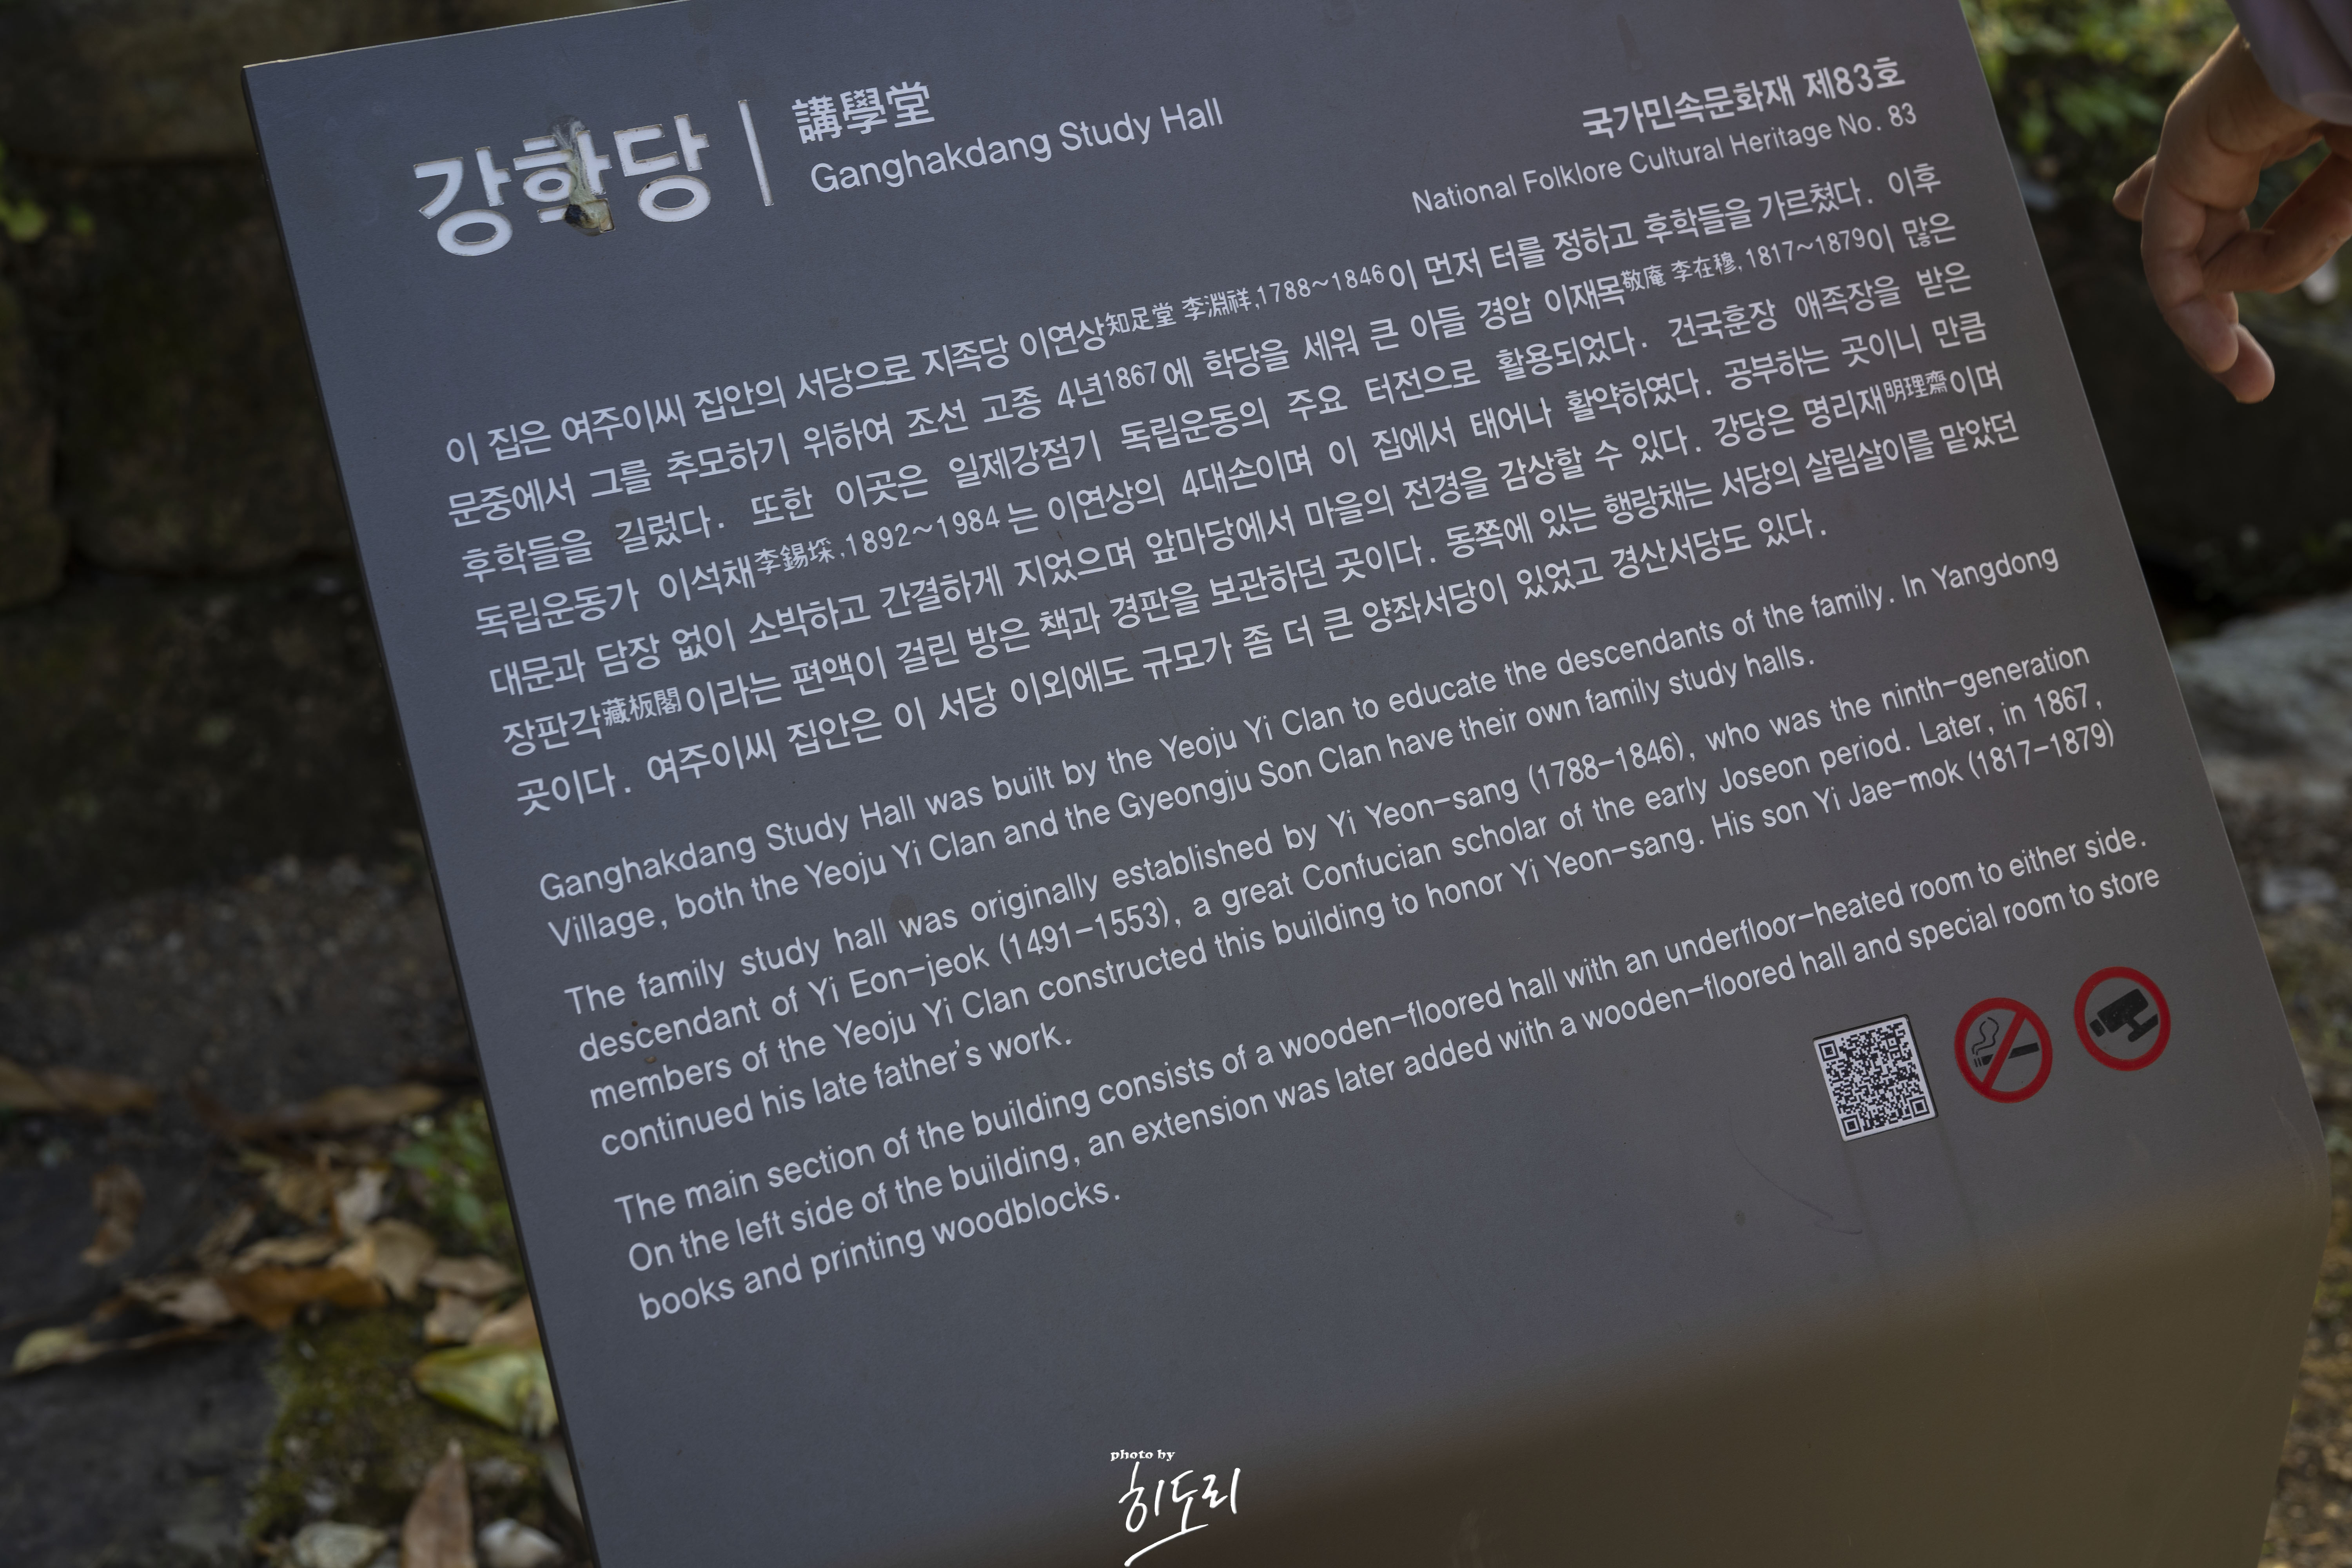 강학당
講學堂
Ganghakdang Study Hall
국가민속문화재 제83호
National Folklore Cultural Heritage No. 83
이 집은 여주이씨 집안의 서당으로 지족당 이연상知足堂 李淵祥,1788~1846이 먼저 터를 정하고 후학들을 가르쳤다. 이후
문중에서 그를 추모하기 위하여 조선 고종 4년1867에 학당을 세워 큰 아들 경암 이재목敬庵 李在穆,1817~1879이 많은
후학들을 길렀다. 또한 이곳은 일제강점기 독립운동의 주요 터전으로 활용되었다. 건국훈장 애족장을 받은
독립운동가 이석채李錫埰,1892~1984는 이연상의 4대손이며 이 집에서 태어나 활약하였다. 공부하는 곳이니 만큼
대문과 담장 없이 소박하고 간결하게 지었으며 앞마당에서 마을의 전경을 감상할 수 있다. 강당은 명리재明理齋이며
장판각藏板閣이라는 편액이 걸린 방은 책과 경판을 보관하던 곳이다. 동쪽에 있는 행랑채는 서당의 살림살이를 맡았던
곳이다. 여주이씨 집안은 이 서당 이외에도 규모가 좀 더 큰 양좌서당이 있었고 경산서당도 있다.
Ganghakdang Study Hall was built by the Yeoju Yi Clan to educate the descendants of the family. In Yangdong
Village, both the Yeoju Yi Clan and the Gyeongju Son Clan have their own family study halls.
The family study hall was originally established by Yi Yeon-sang (1788-1846), who was the ninth-generation
descendant of Yi Eon-jeok (1491-1553), a great Confucian scholar of the early Joseon period. Later, in 1867,
members of the Yeoju Yi Clan constructed this building to honor Yi Yeon-sang. His son Yi Jae-mok (1817-1879)
continued his late father's work.
The main section of the building consists of a wooden-floored hall with an underfloor-heated room to either side.
On the left side of the building, an extension was later added with a wooden-floored hall and special room to store
books and printing woodblocks.
photo by
히도리